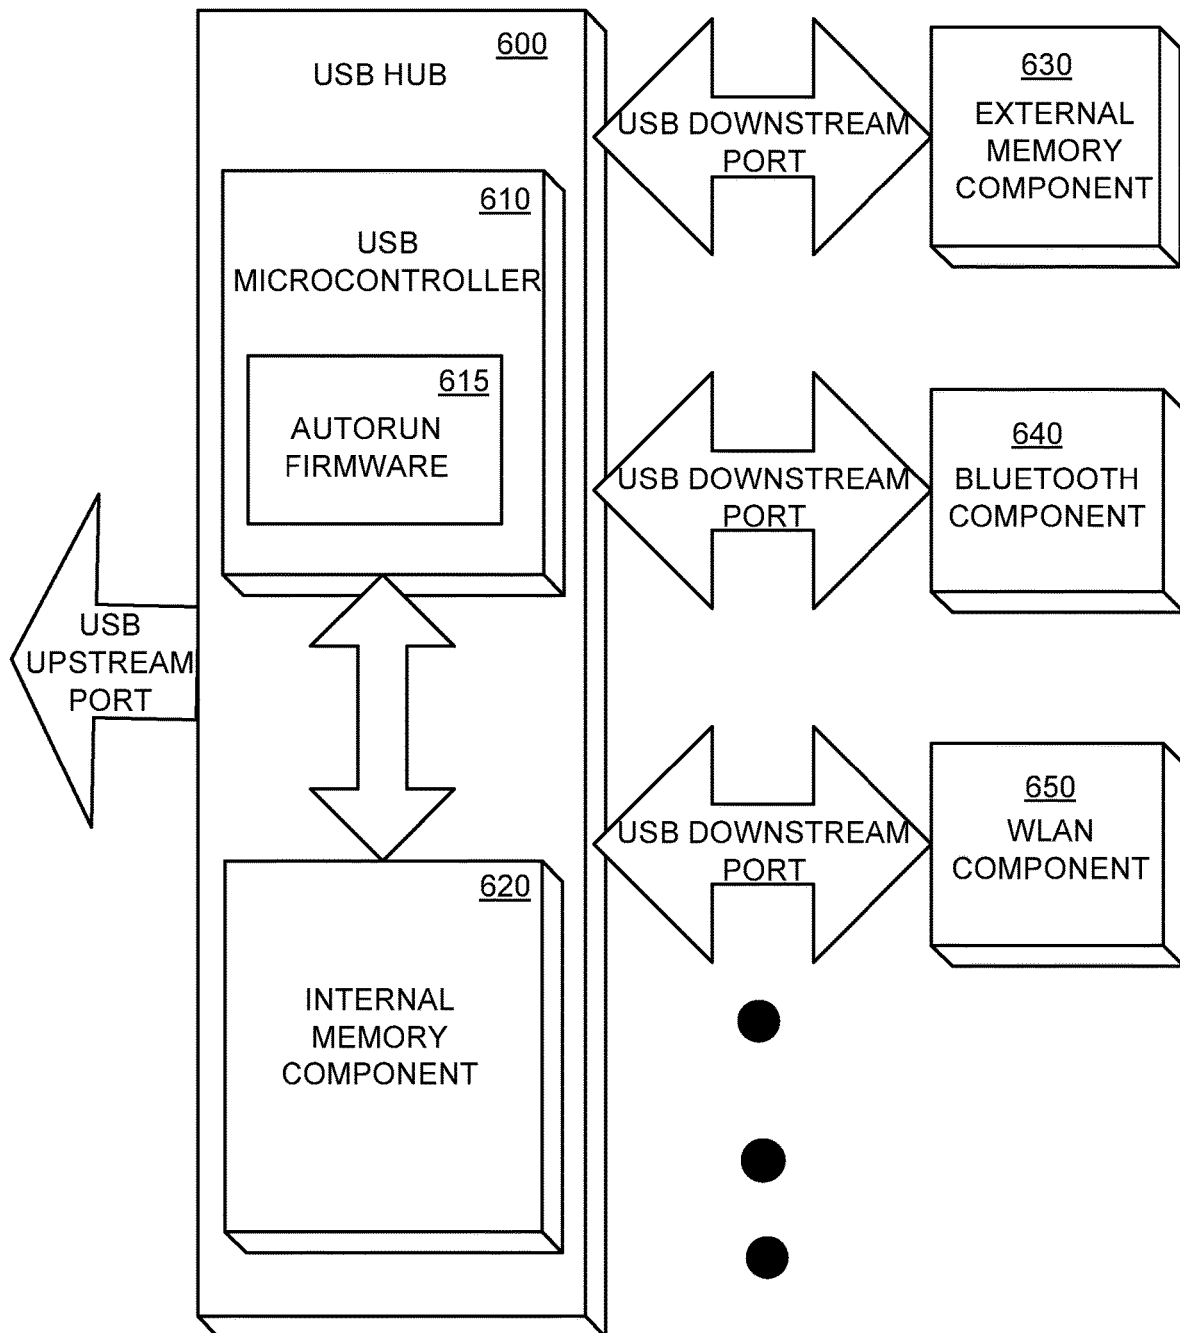 600
USB HUB
610
USB
MICROCONTROLLER
615
AUTORUN
FIRMWARE
USB
UPSTREAM
PORT
620
INTERNAL
MEMORY
COMPONENT
USB DOWNSTREAM
PORT
630
EXTERNAL
MEMORY
COMPONENT
USB DOWNSTREAM
PORT
640
BLUETOOTH
COMPONENT
USB DOWNSTREAM
PORT
650
WLAN
COMPONENT